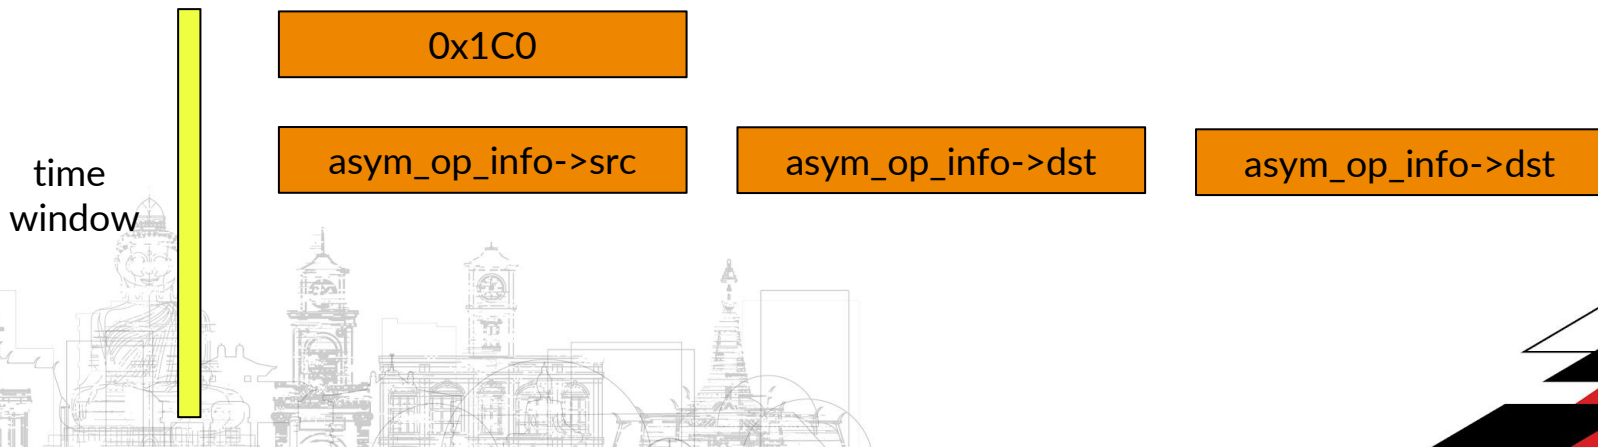 0x1C0
asym_op_info->src
asym_op_info->dst
asym_op_info->dst
time
window